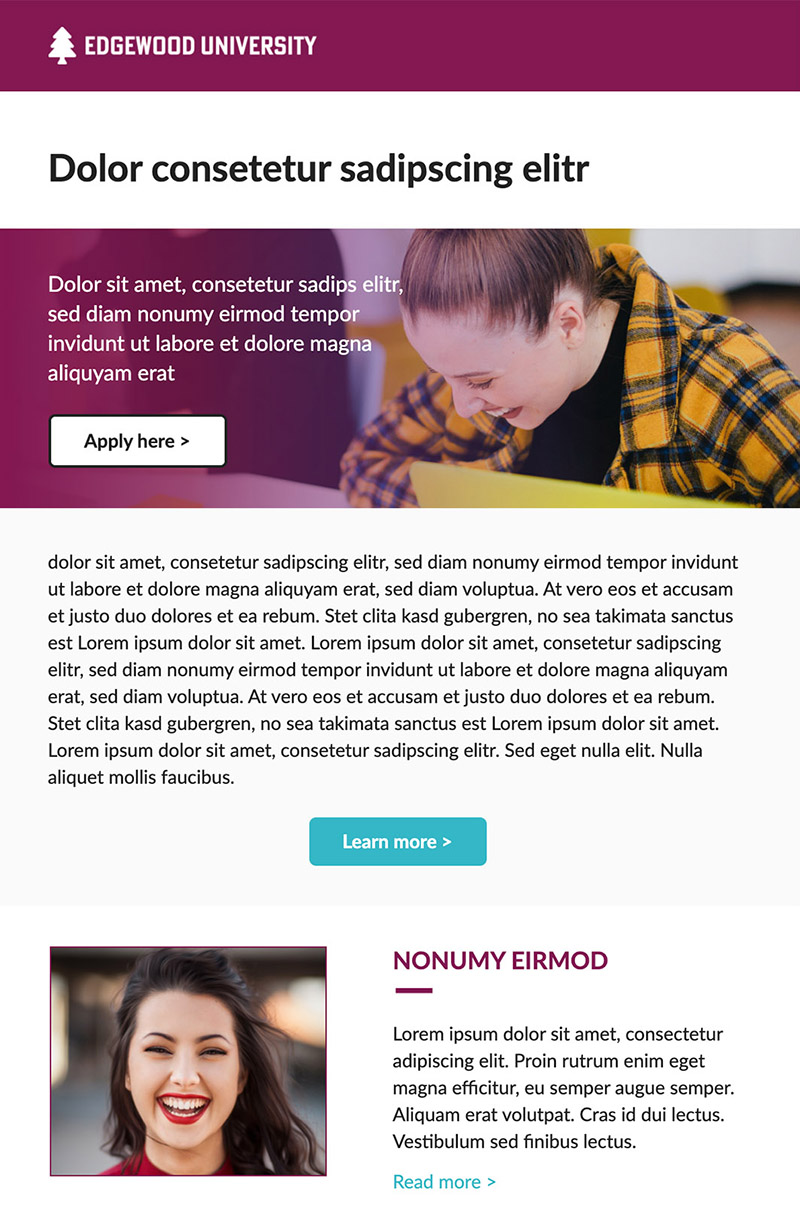 EDGEWOOD UNIVERSITY
Dolor consetetur sadipscing elitr
Dolor sit amet, consetetur sadips elitr,
sed diam nonumy eirmod tempor
invidunt ut labore et dolore magna
aliquyam erat
Apply here >
dolor sit amet, consetetur sadipscing elitr, sed diam nonumy eirmod tempor invidunt
ut labore et dolore magna aliquyam erat, sed diam voluptua. At vero eos et accusam
et justo duo dolores et ea rebum. Stet clita kasd gubergren, no sea takimata sanctus
est Lorem ipsum dolor sit amet. Lorem ipsum dolor sit amet, consetetur sadipscing
elitr, sed diam nonumy eirmod tempor invidunt ut labore et dolore magna aliquyam
erat, sed diam voluptua. At vero eos et accusam et justo duo dolores et ea rebum.
Stet clita kasd gubergren, no sea takimata sanctus est Lorem ipsum dolor sit amet.
Lorem ipsum dolor sit amet, consetetur sadipscing elitr. Sed eget nulla elit. Nulla
aliquet mollis faucibus.
Learn more >
NONUMY EIRMOD
Lorem ipsum dolor sit amet, consectetur
adipiscing elit. Proin rutrum enim eget
magna efficitur, eu semper augue semper.
Aliquam erat volutpat. Cras id dui lectus.
Vestibulum sed finibus lectus.
Read more >